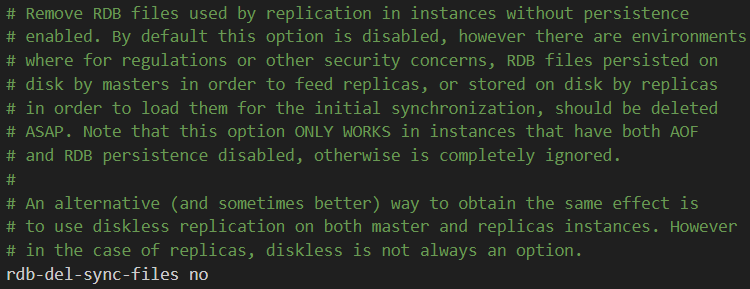 # Remove RDB files used by replication in instances without persistence
# enabled. By default this option is disabled, however there are environments
# where for regulations or other security concerns, RDB files persisted on
# disk by masters in order to feed replicas, or stored on disk by replicas
# in order to load them for the initial synchronization, should be deleted
# ASAP. Note that this option ONLY WORKS in instances that have both AOF
# and RDB persistence disabled, otherwise is completely ignored.
#
# An alternative (and sometimes better) way to obtain the same effect is
# to use diskless replication on both master and replicas instances. However
# in the case of replicas, diskless is not always an option.
rdb-del-sync-files no